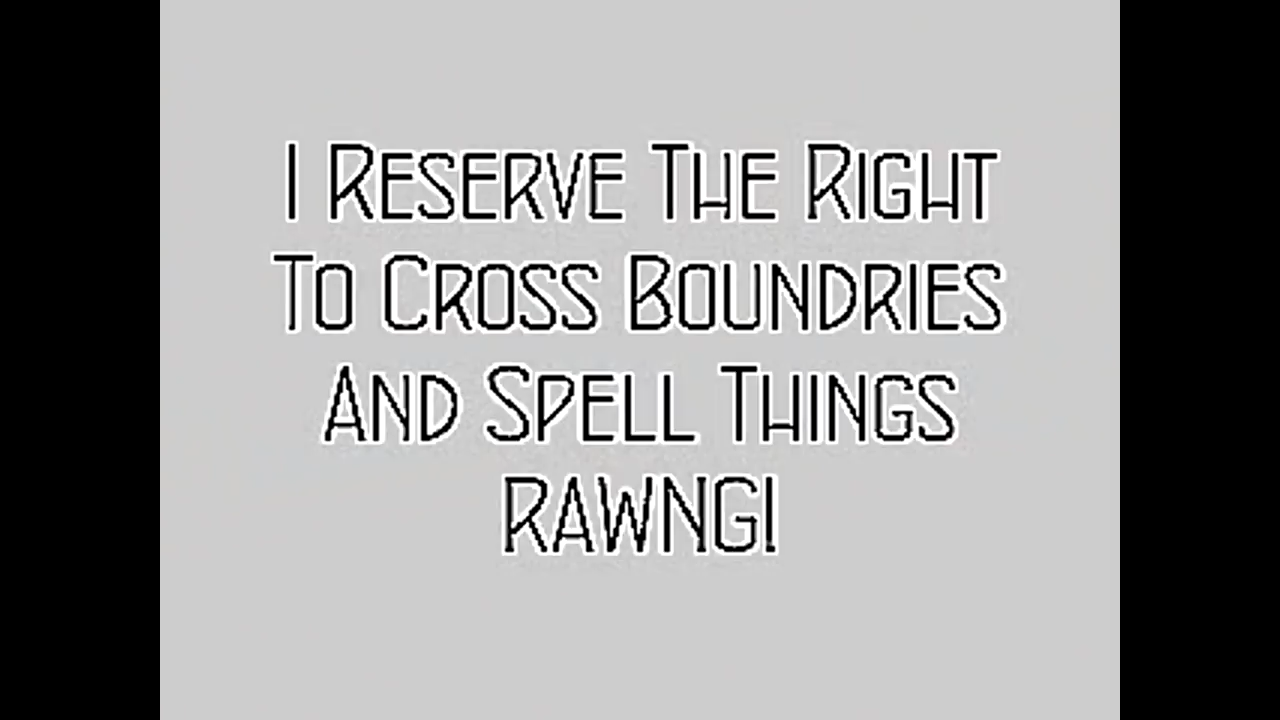 I Reserve The Right
To Cross Boundries
And Spell Things
RAWNG!